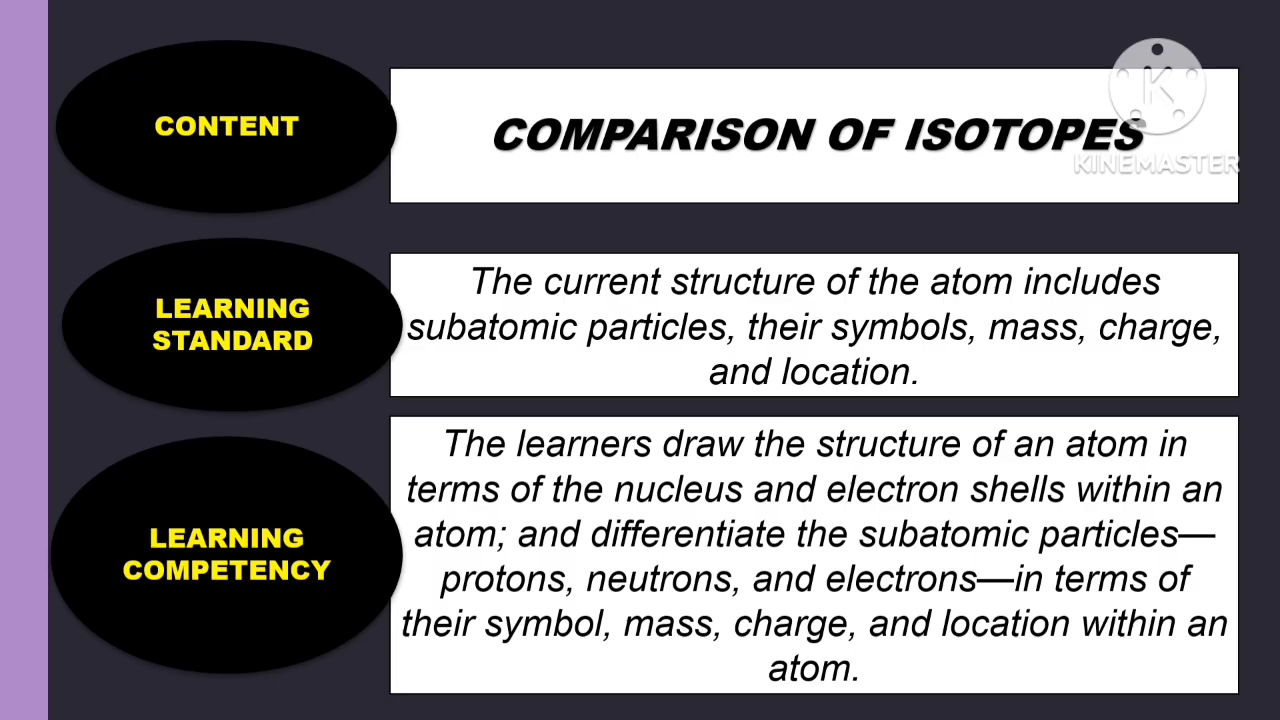 CONTENT
COMPARISON OF ISOTOPES
K
KINEMASTER
LEARNING
STANDARD
The current structure of the atom includes
subatomic particles, their symbols, mass, charge,
and location.
LEARNING
COMPETENCY
The learners draw the structure of an atom in
terms of the nucleus and electron shells within an
atom; and differentiate the subatomic particles—
protons, neutrons, and electrons—in terms of
their symbol, mass, charge, and location within an
atom.